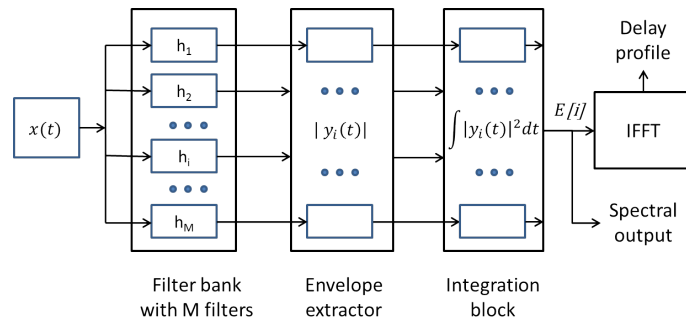 Delay
profile
h₁
h₂
x(t)
hᵢ
h_M
| yᵢ(t)|
∫|yᵢ(t)|²dt
E[i]
IFFT
Spectral
output
Filter bank
with M filters
Envelope
extractor
Integration
block